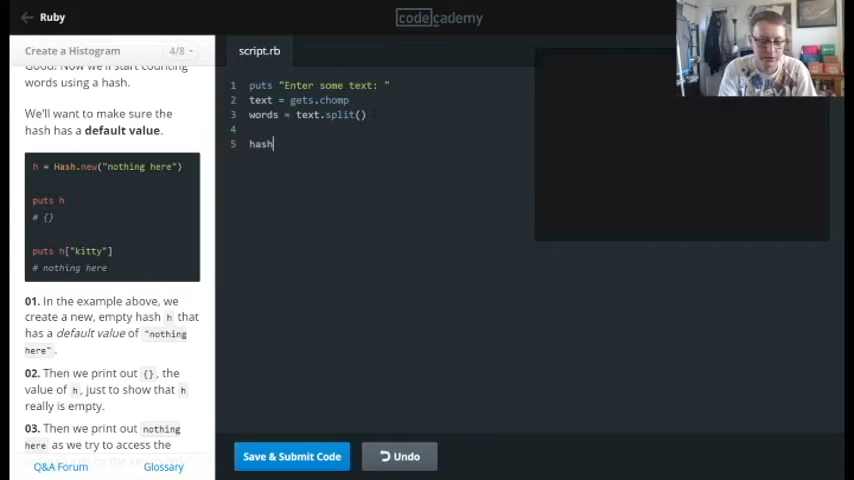 Ruby
codecademy
Create a Histogram 4/8
Good! Now we'll start counting
words using a hash.
We'll want to make sure the
hash has a default value.
h = Hash.new("nothing here")
puts h
# {}
puts h["kitty"]
# nothing here
01. In the example above, we
create a new, empty hash h that
has a default value of "nothing
here".
02. Then we print out {}, the
value of h, just to show that h
really is empty.
03. Then we print out nothing
here as we try to access the
Q&A Forum Glossary
script.rb
1 puts "Enter some text: "
2 text = gets.chomp
3 words = text.split()
4
5 hash
Save & Submit Code
Undo